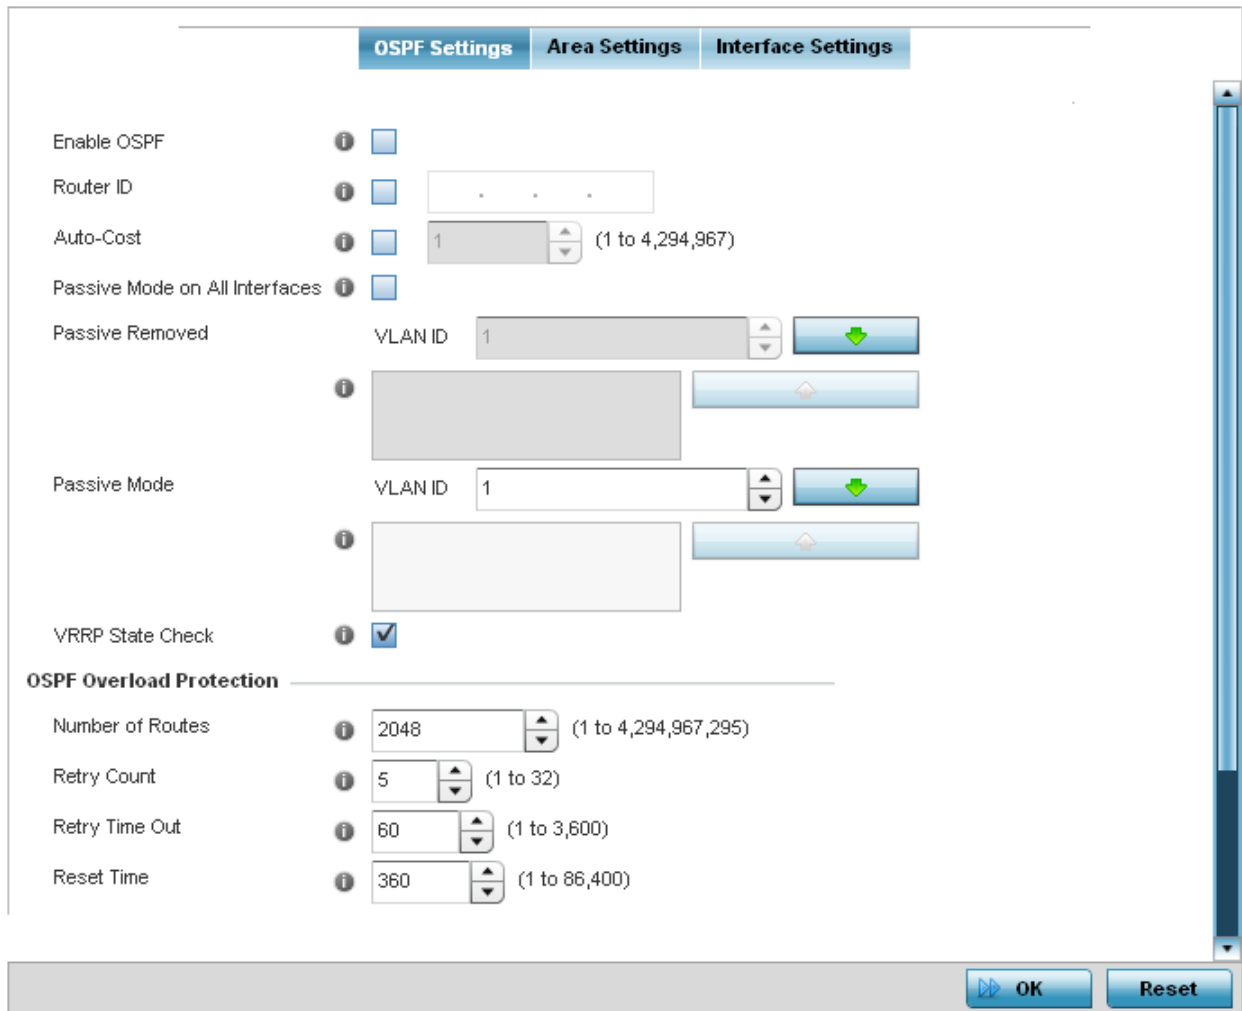 OSPF Settings Area Settings Interface Settings
Enable OSPF
Router ID . . .
Auto-Cost 1 (1 to 4,294,967)
Passive Mode on All Interfaces
Passive Removed VLAN ID 1
Passive Mode VLAN ID 1
VRRP State Check
OSPF Overload Protection
Number of Routes 2048 (1 to 4,294,967,295)
Retry Count 5 (1 to 32)
Retry Time Out 60 (1 to 3,600)
Reset Time 360 (1 to 86,400)
OK Reset